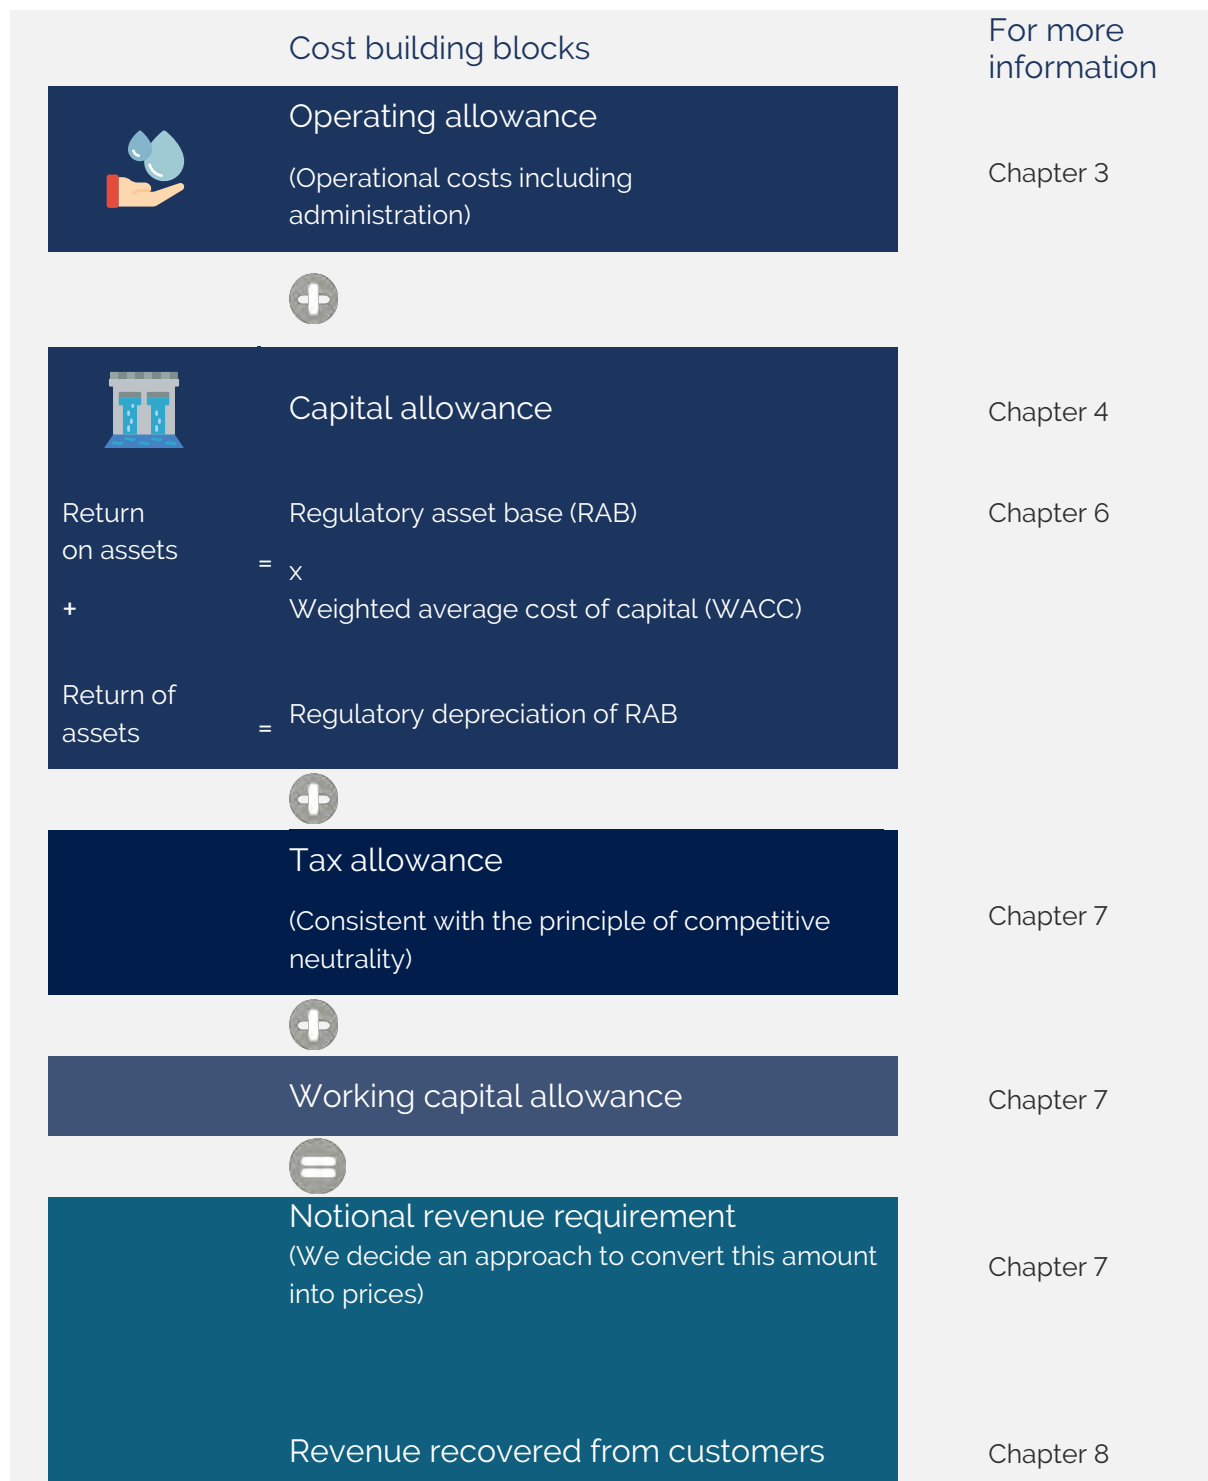 Cost building blocks
For more
information
Operating allowance
(Operational costs including
administration)
Chapter 3
Capital allowance
Chapter 4
Return
on assets
=
Regulatory asset base (RAB)
x
Weighted average cost of capital (WACC)
Chapter 6
+
Return of
assets
=
Regulatory depreciation of RAB
Tax allowance
(Consistent with the principle of competitive
neutrality)
Chapter 7
Working capital allowance
Chapter 7
Notional revenue requirement
(We decide an approach to convert this amount
into prices)
Chapter 7
Revenue recovered from customers
Chapter 8